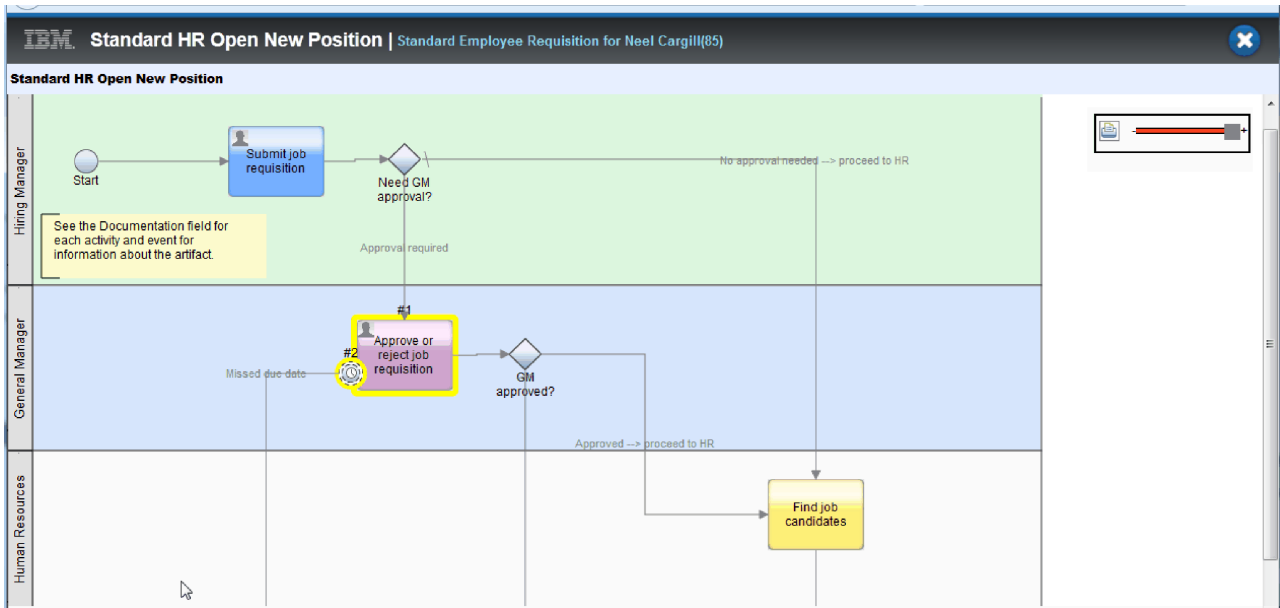 IBM. Standard HR Open New Position | Standard Employee Requisition for Neel Cargill(85)
Standard HR Open New Position
Hiring Manager
Start
Submit job
requisition
Need GM
approval?
No approval needed --> proceed to HR
See the Documentation field for
each activity and event for
information about the artifact.
Approval required
General Manager
#1
Approve or
reject job
requisition
#2
Missed due date
GM
approved?
Approved --> proceed to HR
Human Resources
Find job
candidates
- +